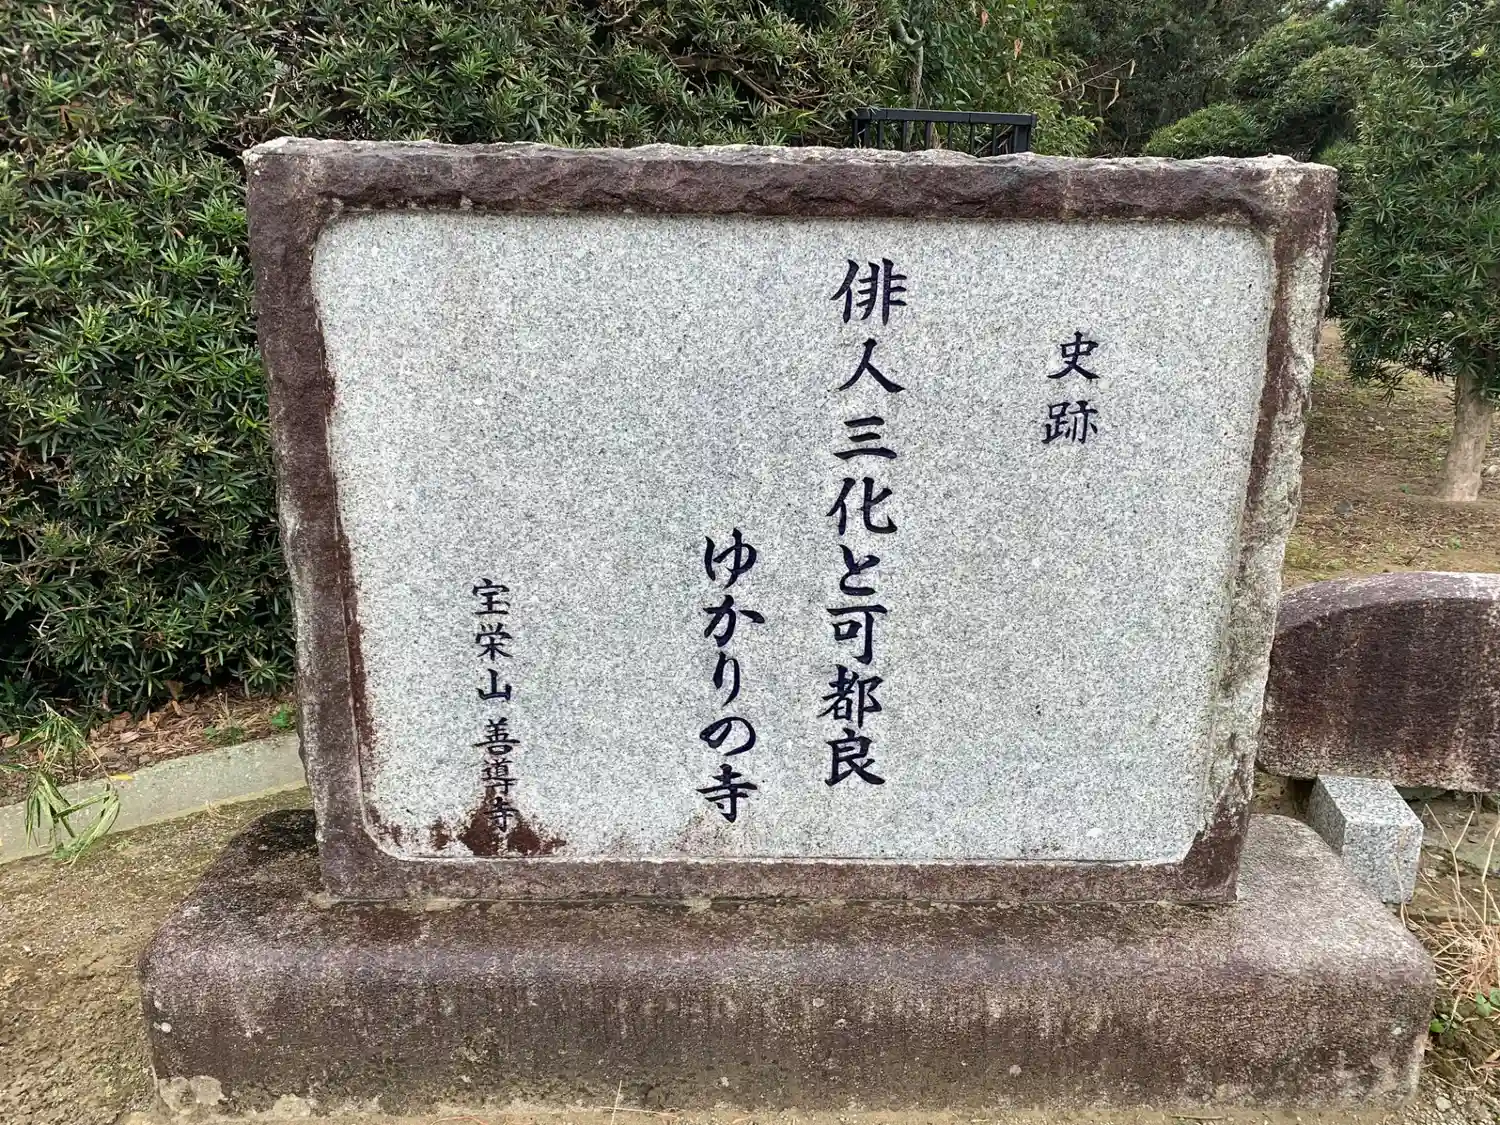 史跡
俳人三化と可都良
ゆかりの寺
宝栄山 善導寺